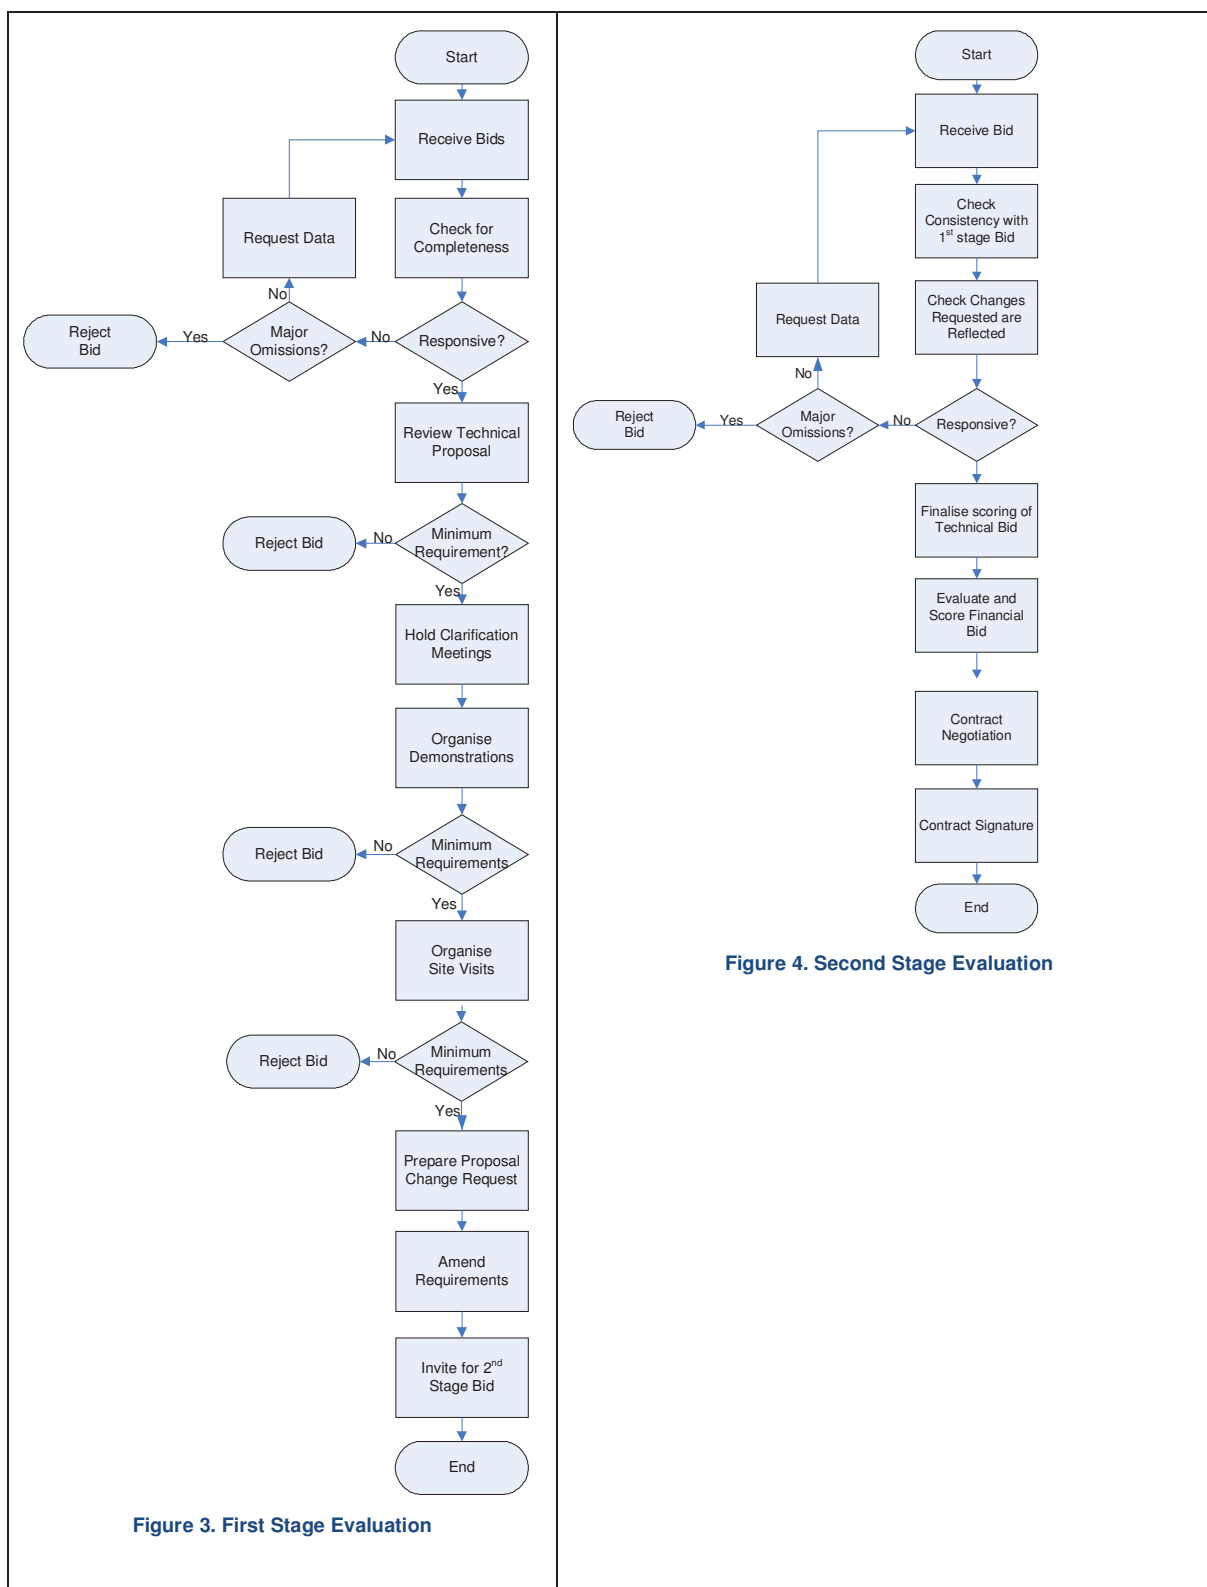 Start
Receive Bids
Request Data
Check for
Completeness
No
Reject
Bid
Yes
Major
Omissions?
No
Responsive?
Yes
Review Technical
Proposal
Reject Bid
No
Minimum
Requirement?
Yes
Hold Clarification
Meetings
Organise
Demonstrations
Reject Bid
No
Minimum
Requirements
Yes
Organise
Site Visits
Reject Bid
No
Minimum
Requirements
Yes
Prepare Proposal
Change Request
Amend
Requirements
Invite for 2nd
Stage Bid
End
Figure 3. First Stage Evaluation
Start
Receive Bid
Check
Consistency with
1st stage Bid
Request Data
Check Changes
Requested are
Reflected
No
Reject
Bid
Yes
Major
Omissions?
No
Responsive?
Finalise scoring of
Technical Bid
Evaluate and
Score Financial
Bid
Contract
Negotiation
Contract Signature
End
Figure 4. Second Stage Evaluation